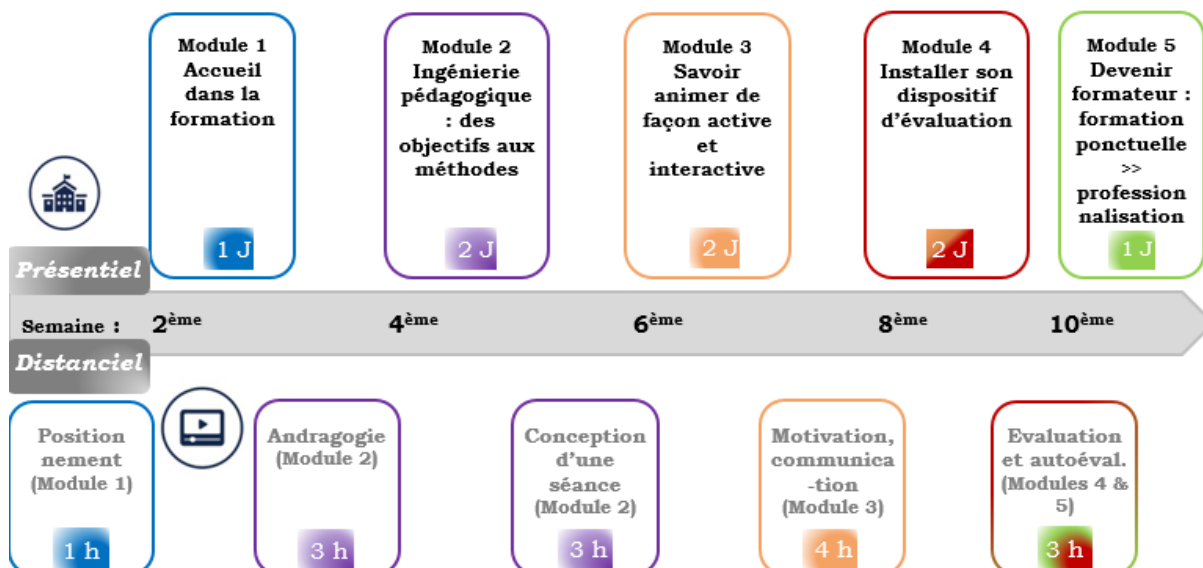 Module 1
Accueil
dans la
formation
1 J
Module 2
Ingénierie
pédagogique
: des
objectifs aux
méthodes
2 J
Module 3
Savoir
animer de
façon active
et
interactive
2 J
Module 4
Installer son
dispositif
d’évaluation
2 J
Module 5
Devenir
formateur :
formation
ponctuelle
>>
profession
nalisation
1 J
Présentiel
Semaine : 2ème 4ème 6ème 8ème 10ème
Distanciel
Position
nement
(Module 1)
1 h
Andragogie
(Module 2)
3 h
Conception
d’une
séance
(Module 2)
3 h
Motivation,
communica
-tion
(Module 3)
4 h
Evaluation
et autoéval.
(Modules 4 &
5)
3 h